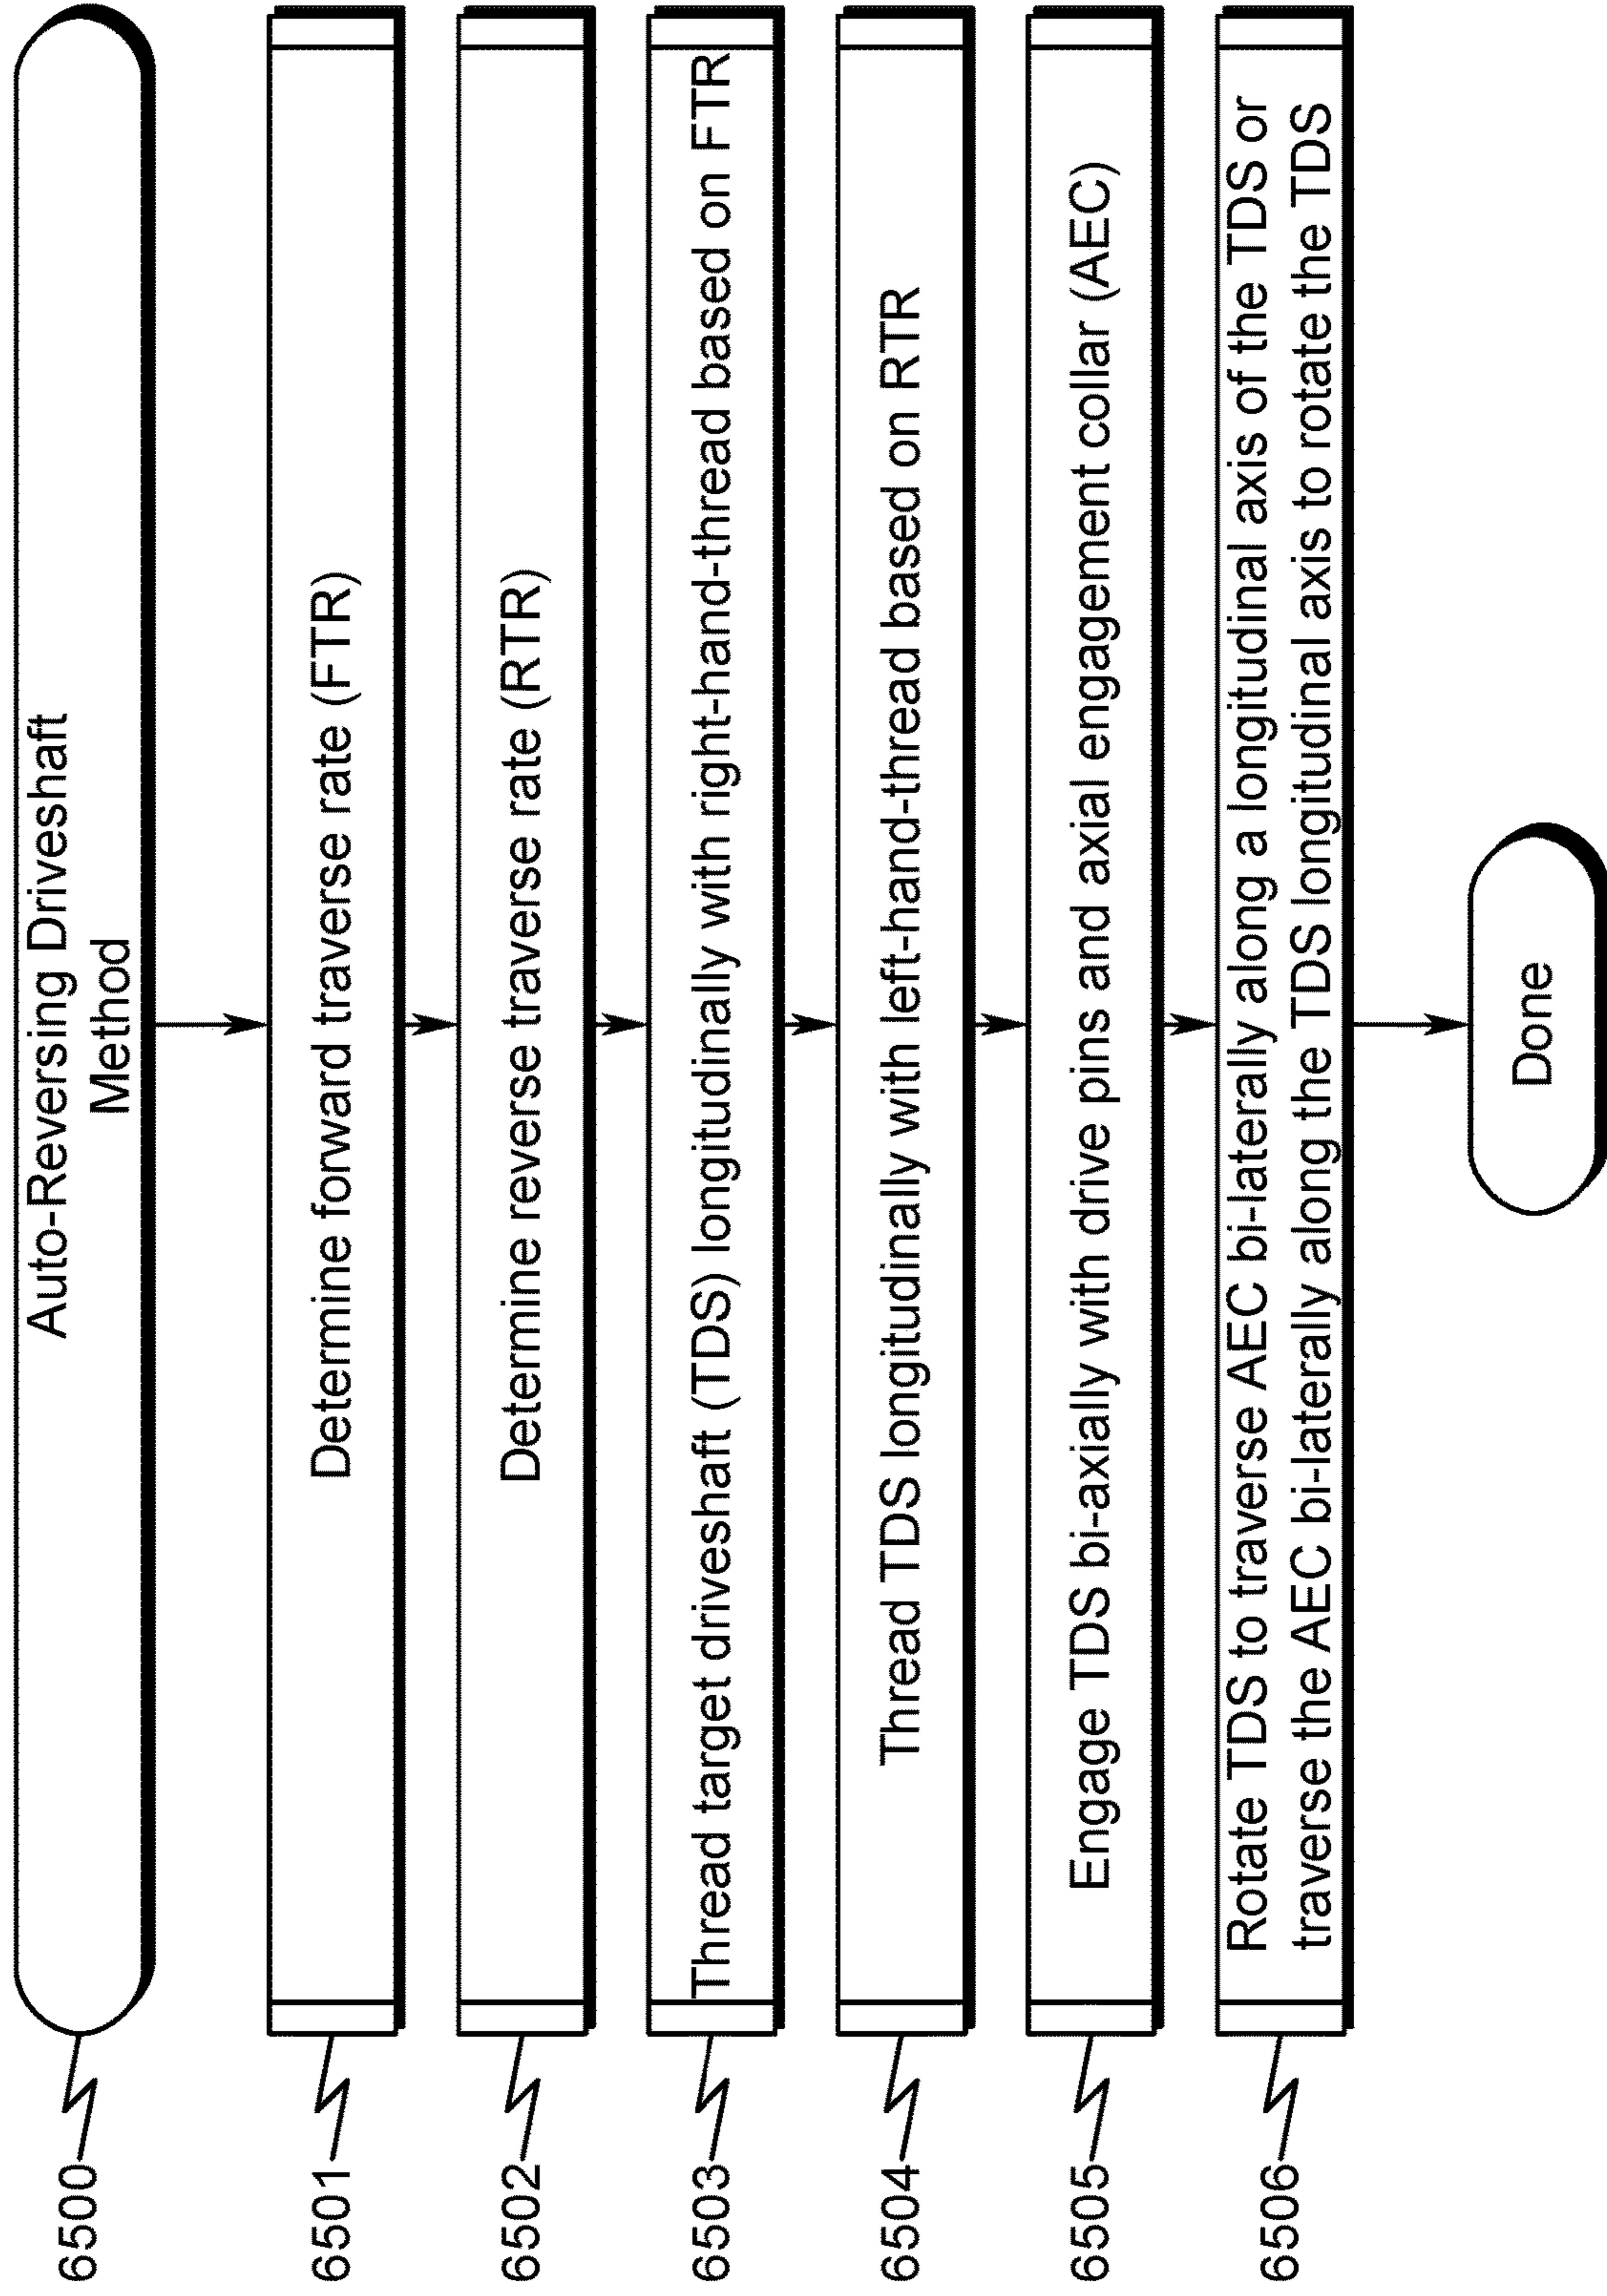 6500
Auto-Reversing Driveshaft
Method
6501
Determine forward traverse rate (FTR)
6502
Determine reverse traverse rate (RTR)
6503
Thread target driveshaft (TDS) longitudinally with right-hand-thread based on FTR
6504
Thread TDS longitudinally with left-hand-thread based on RTR
6505
Engage TDS bi-axially with drive pins and axial engagement collar (AEC)
6506
Rotate TDS to traverse AEC bi-laterally along a longitudinal axis of the TDS or
traverse the AEC bi-laterally along the TDS longitudinal axis to rotate the TDS
Done